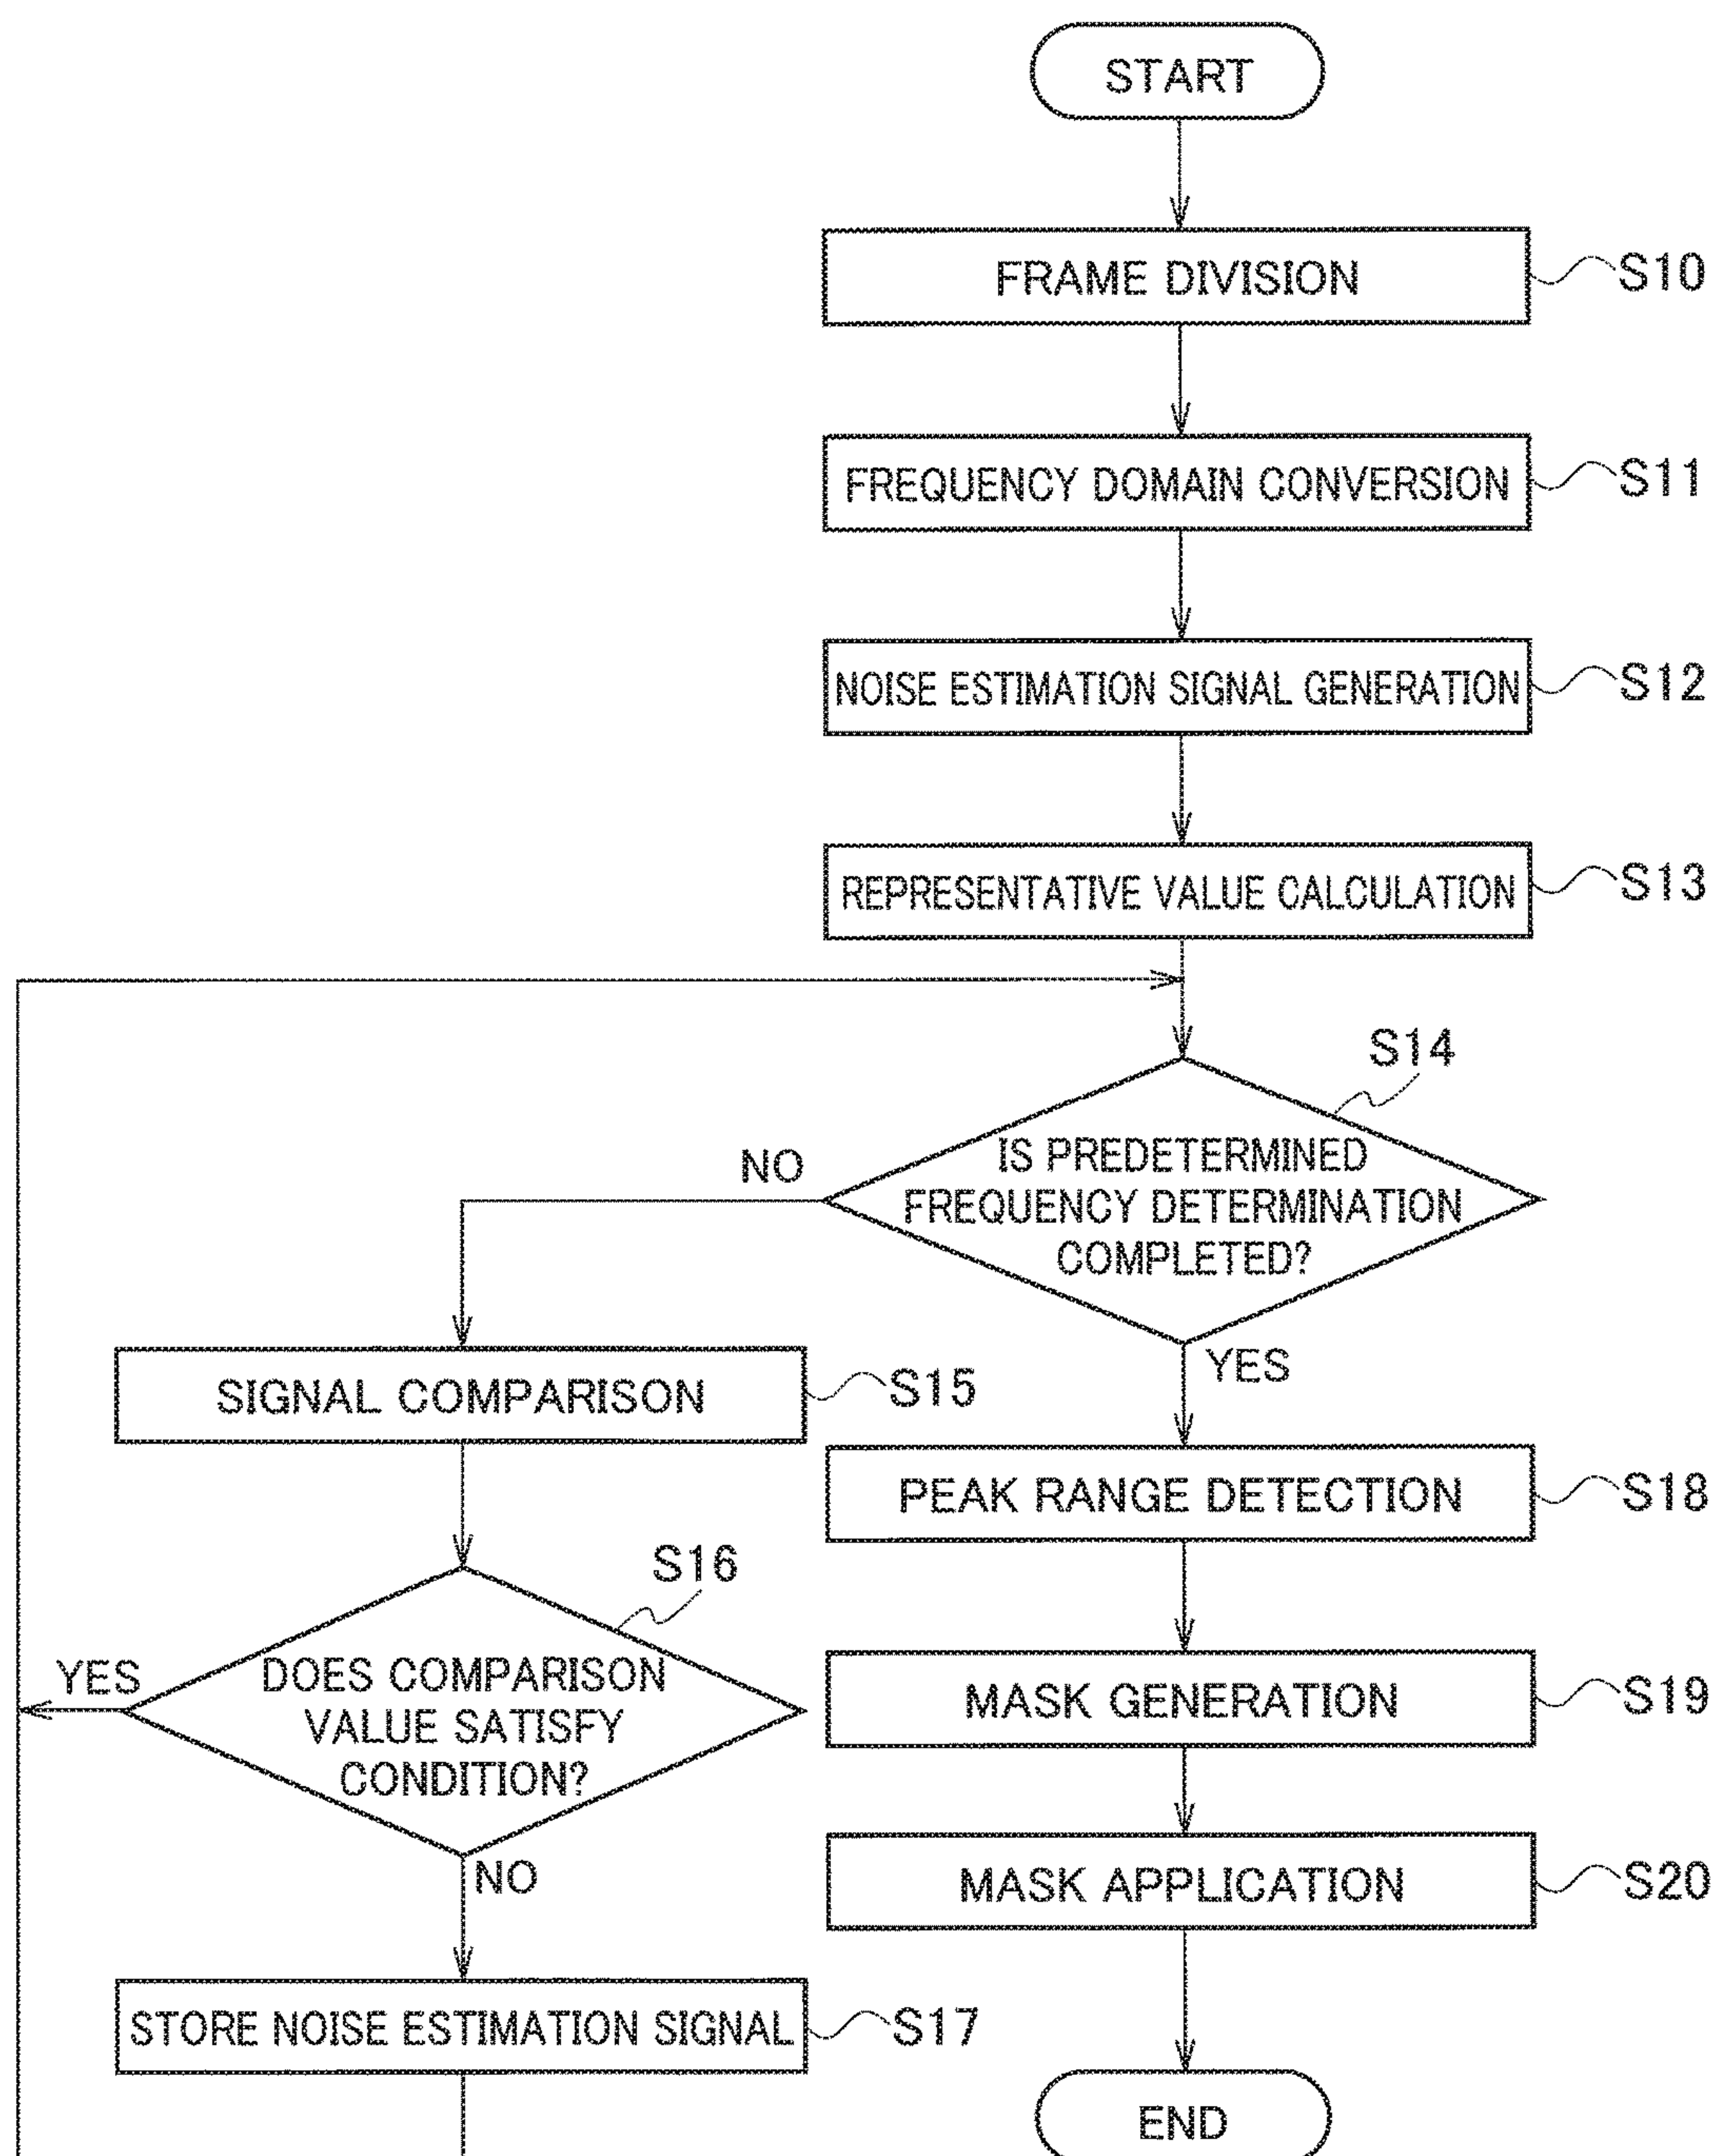 START
FRAME DIVISION
S10
FREQUENCY DOMAIN CONVERSION
S11
NOISE ESTIMATION SIGNAL GENERATION
S12
REPRESENTATIVE VALUE CALCULATION
S13
S14
IS PREDETERMINED
FREQUENCY DETERMINATION
COMPLETED?
NO
YES
SIGNAL COMPARISON
S15
S16
DOES COMPARISON
VALUE SATISFY
CONDITION?
YES
NO
STORE NOISE ESTIMATION SIGNAL
S17
PEAK RANGE DETECTION
S18
MASK GENERATION
S19
MASK APPLICATION
S20
END